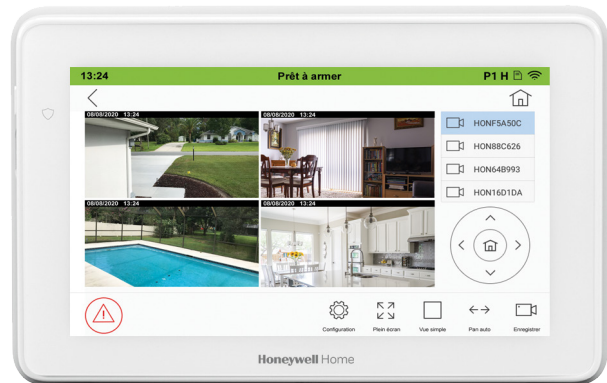 13:24 Prêt à armer P1 H
08/08/2020 13:24 08/08/2020 13:24
HONF5A50C
HON88C626
HON64B993
HON16D1DA
08/08/2020 13:24 08/08/2020 13:24
Configuration Plein écran Vue simple Pan auto Enregistrer
Honeywell Home